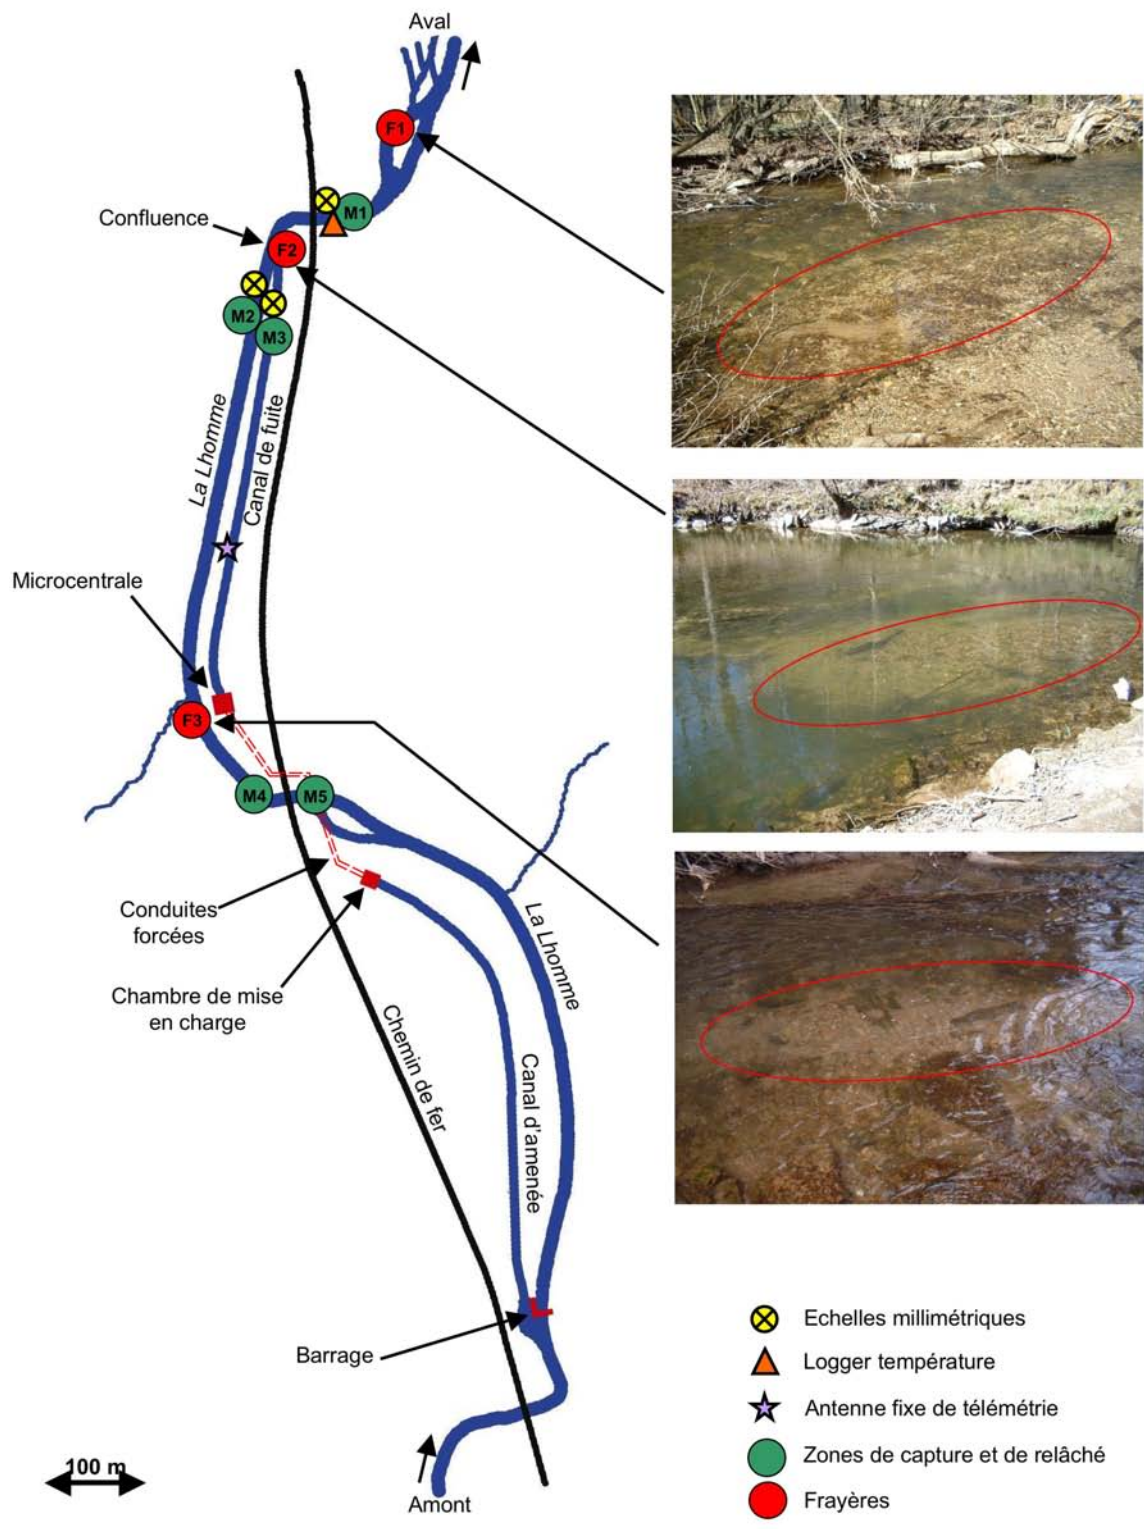 Aval
F1
M1
Confluence
F2
M2
M3
La Lhomme
Canal de fuite
Microcentrale
F3
M4
M5
Conduites
forcées
La Lhomme
Chambre de mise
en charge
Chemin de fer
Canal d'amenée
Barrage
Echelles millimétriques
Logger température
Antenne fixe de télémétrie
Zones de capture et de relâché
Frayères
100 m
Amont